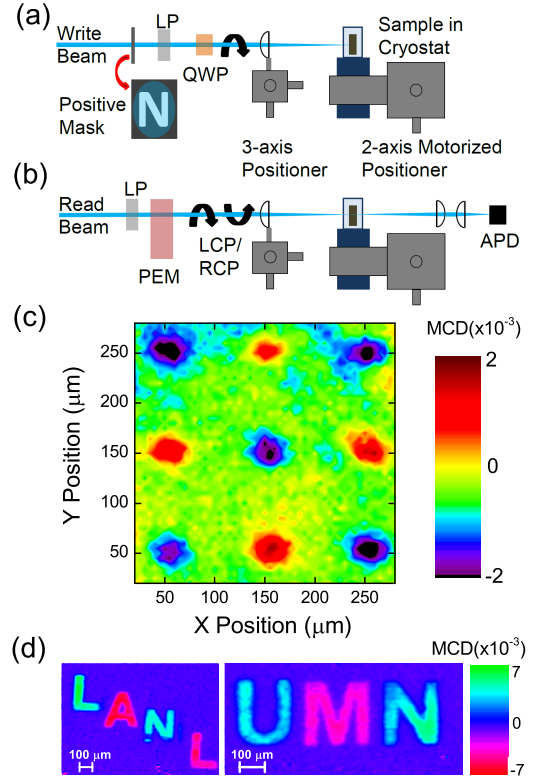 (a)
LP
Write
Beam
QWP
Sample in
Cryostat
Positive
Mask
N
3-axis
Positioner
2-axis Motorized
Positioner
(b)
LP
Read
Beam
PEM
LCP/
RCP
APD
(c)
MCD(x10⁻³)
2
0
-2
250
200
150
100
50
Y Position (μm)
50 100 150 200 250
X Position (μm)
(d)
MCD(x10⁻³)
L A N L
100 μm
U M N
100 μm
7
0
-7